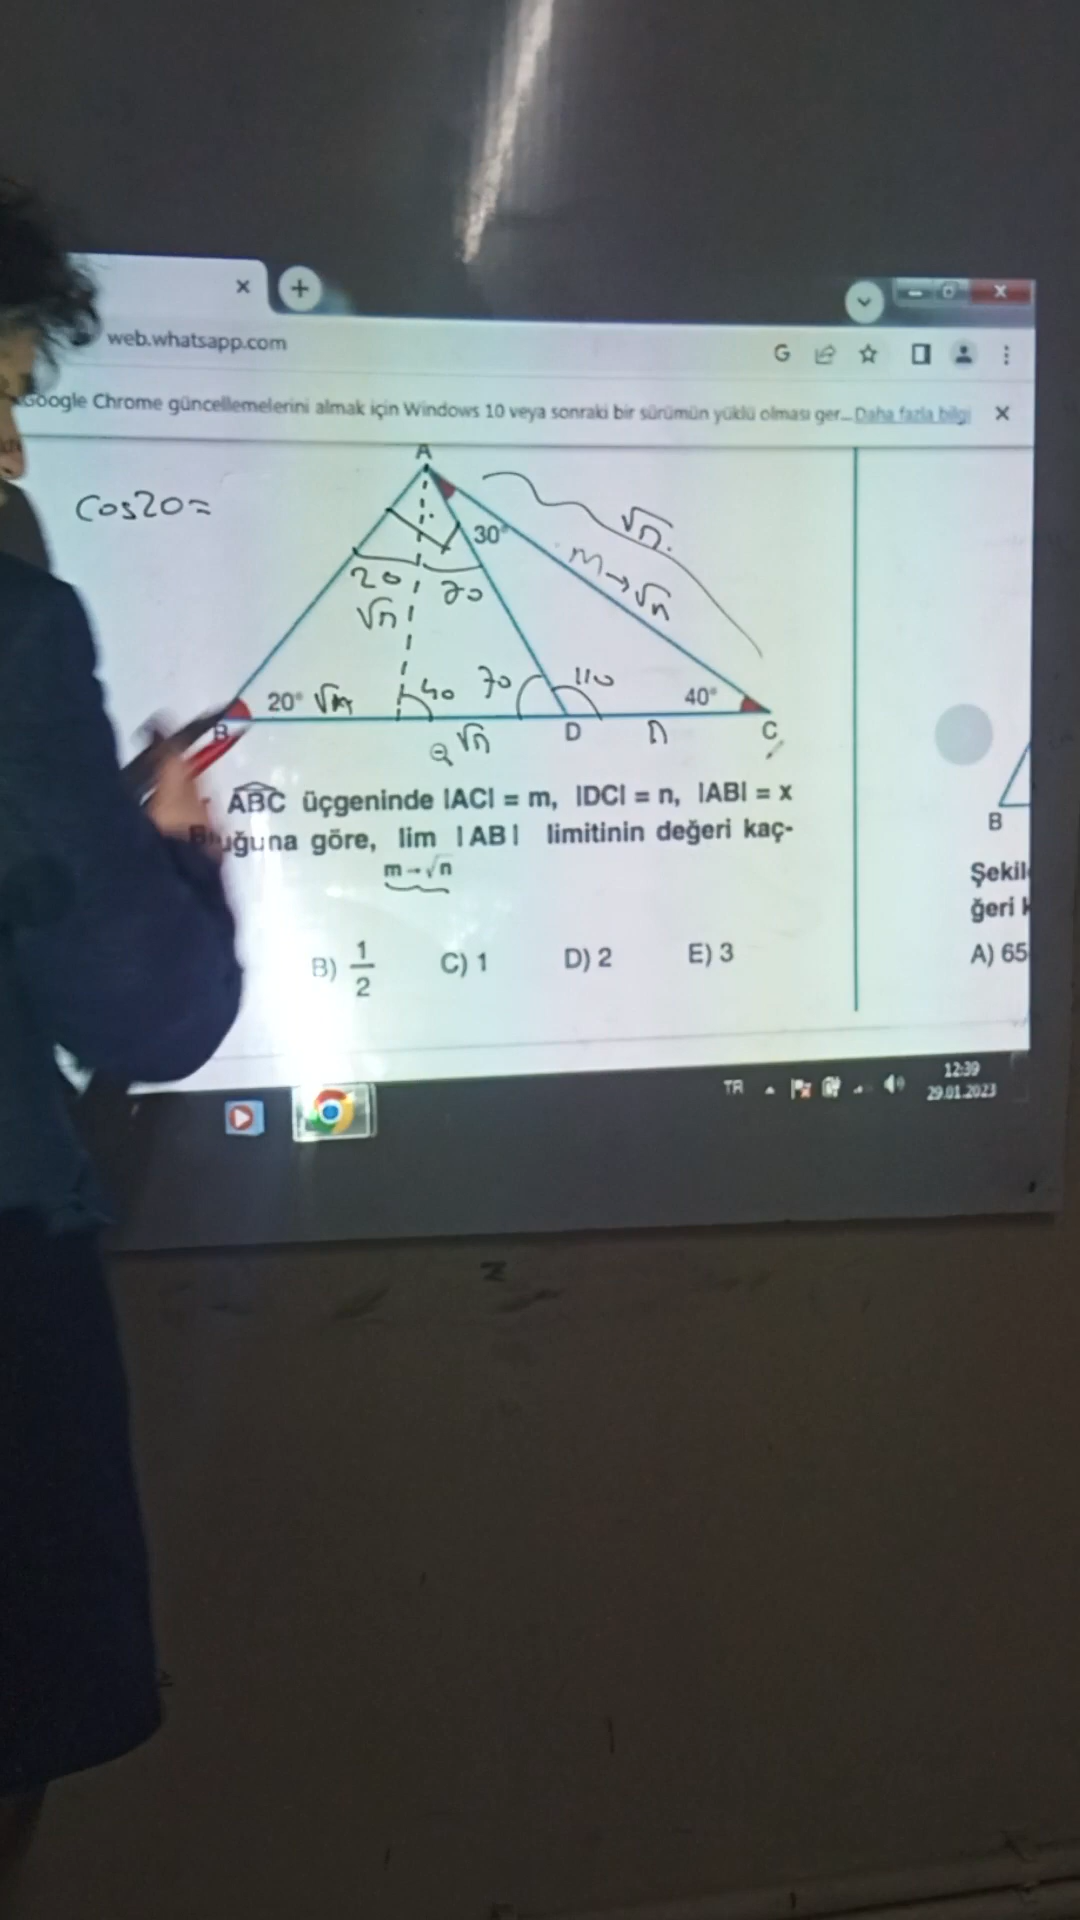 web.whatsapp.com
G
Google Chrome güncellemelerini almak için Windows 10 veya sonraki bir sürümün yüklü olması ger... Daha fazla bilgi
A
cos20=
30°
√n.
m→√n
20
70
√n
20°
40
70
110
40°
B
√n
D
n
C
ABC üçgeninde |AC| = m, |DC| = n, |AB| = x
göre, lim |AB| limitinin değeri kaç-
m→√n
B) 1/2 C) 1 D) 2 E) 3
B
Şekil
ğeri
A) 65
TR
12:39
29.01.2023